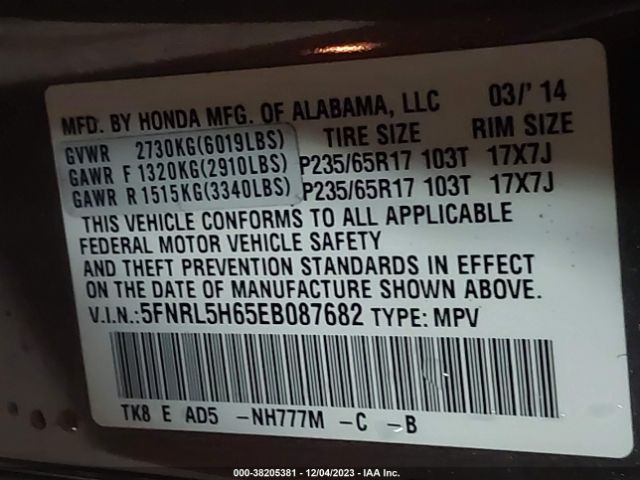 MFD. BY HONDA MFG. OF ALABAMA, LLC 03/' 14
GVWR 2730KG(6019LBS) TIRE SIZE RIM SIZE
GAWR F 1320KG(2910LBS) P235/65R17 103T 17X7J
GAWR R 1515KG(3340LBS) P235/65R17 103T 17X7J
THIS VEHICLE CONFORMS TO ALL APPLICABLE
FEDERAL MOTOR VEHICLE SAFETY
AND THEFT PREVENTION STANDARDS IN EFFECT
ON THE DATE OF MANUFACTURE SHOWN ABOVE.
V.I.N.:5FNRL5H65EB087682 TYPE: MPV
TK8 E AD5 -NH777M -C -B
000-38205381 - 12/04/2023 - IAA Inc.